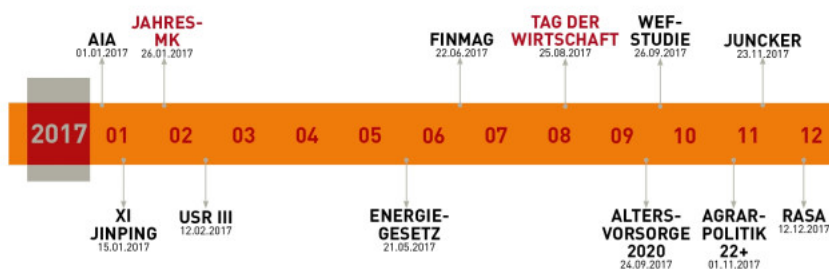 AIA
01.01.2017
JAHRES-
MK
26.01.2017
FINMAG
22.06.2017
TAG DER
WIRTSCHAFT
25.08.2017
WEF-
STUDIE
26.09.2017
JUNCKER
23.11.2017
2017 01 02 03 04 05 06 07 08 09 10 11 12
XI
JINPING
15.01.2017
USR III
12.02.2017
ENERGIE-
GESETZ
21.05.2017
ALTERS-
VORSORGE
2020
24.09.2017
AGRAR-
POLITIK
22+
01.11.2017
RASA
12.12.2017